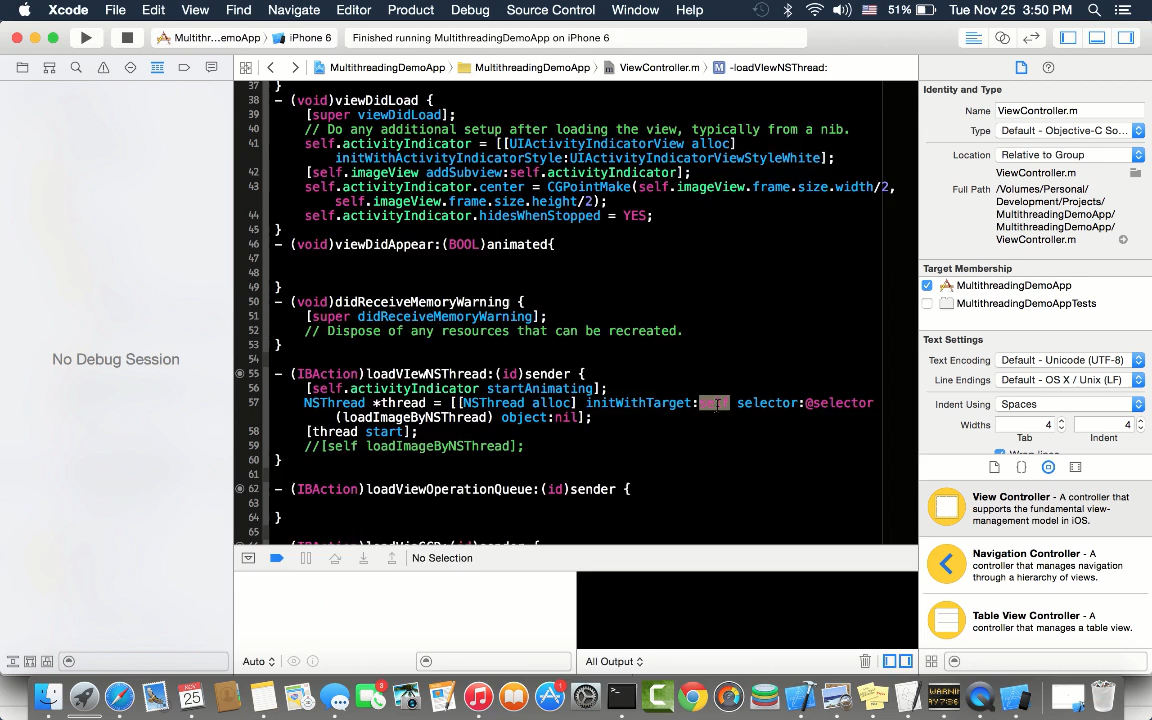 Xcode File Edit View Find Navigate Editor Product Debug Source Control Window Help 51% Tue Nov 25 3:50 PM
Multithr...emoApp iPhone 6 Finished running MultithreadingDemoApp on iPhone 6
MultithreadingDemoApp MultithreadingDemoApp ViewController.m M -loadVIewNSThread:
37 }
38 - (void)viewDidLoad {
39 [super viewDidLoad];
40 // Do any additional setup after loading the view, typically from a nib.
41 self.activityIndicator = [[UIActivityIndicatorView alloc]
initWithActivityIndicatorStyle:UIActivityIndicatorViewStyleWhite];
42 [self.imageView addSubview:self.activityIndicator];
43 self.activityIndicator.center = CGPointMake(self.imageView.frame.size.width/2,
self.imageView.frame.size.height/2);
44 self.activityIndicator.hidesWhenStopped = YES;
45 }
46 - (void)viewDidAppear:(BOOL)animated{
47
48
49 }
50 - (void)didReceiveMemoryWarning {
51 [super didReceiveMemoryWarning];
52 // Dispose of any resources that can be recreated.
53 }
54
55 - (IBAction)loadVIewNSThread:(id)sender {
56 [self.activityIndicator startAnimating];
57 NSThread *thread = [[NSThread alloc] initWithTarget:self selector:@selector
(loadImageByNSThread) object:nil];
58 [thread start];
59 //[self loadImageByNSThread];
60 }
61
62 - (IBAction)loadViewOperationQueue:(id)sender {
63
64 }
65
No Debug Session
No Selection
Auto
All Output
Identity and Type
Name ViewController.m
Type Default - Objective-C So...
Location Relative to Group
ViewController.m
Full Path /Volumes/Personal/
Development/Projects/
MultithreadingDemoApp/
MultithreadingDemoApp/
ViewController.m
Target Membership
MultithreadingDemoApp
MultithreadingDemoAppTests
Text Settings
Text Encoding Default - Unicode (UTF-8)
Line Endings Default - OS X / Unix (LF)
Indent Using Spaces
Widths 4 4
Tab Indent
View Controller - A controller that
supports the fundamental view-
management model in iOS.
Navigation Controller - A
controller that manages navigation
through a hierarchy of views.
Table View Controller - A
controller that manages a table view.